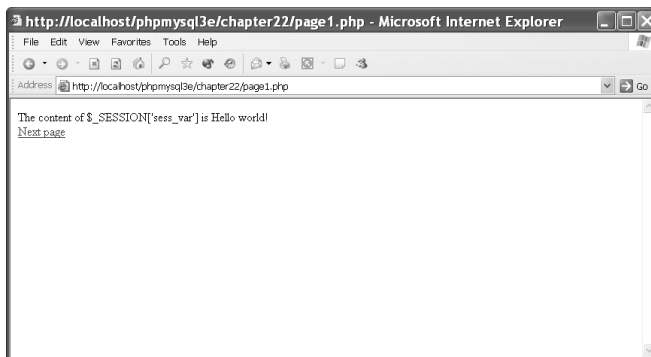 http://localhost/phpmysql3e/chapter22/page1.php - Microsoft Internet Explorer
File Edit View Favorites Tools Help
Address http://localhost/phpmysql3e/chapter22/page1.php Go
The content of $_SESSION['sess_var'] is Hello world!
Next page